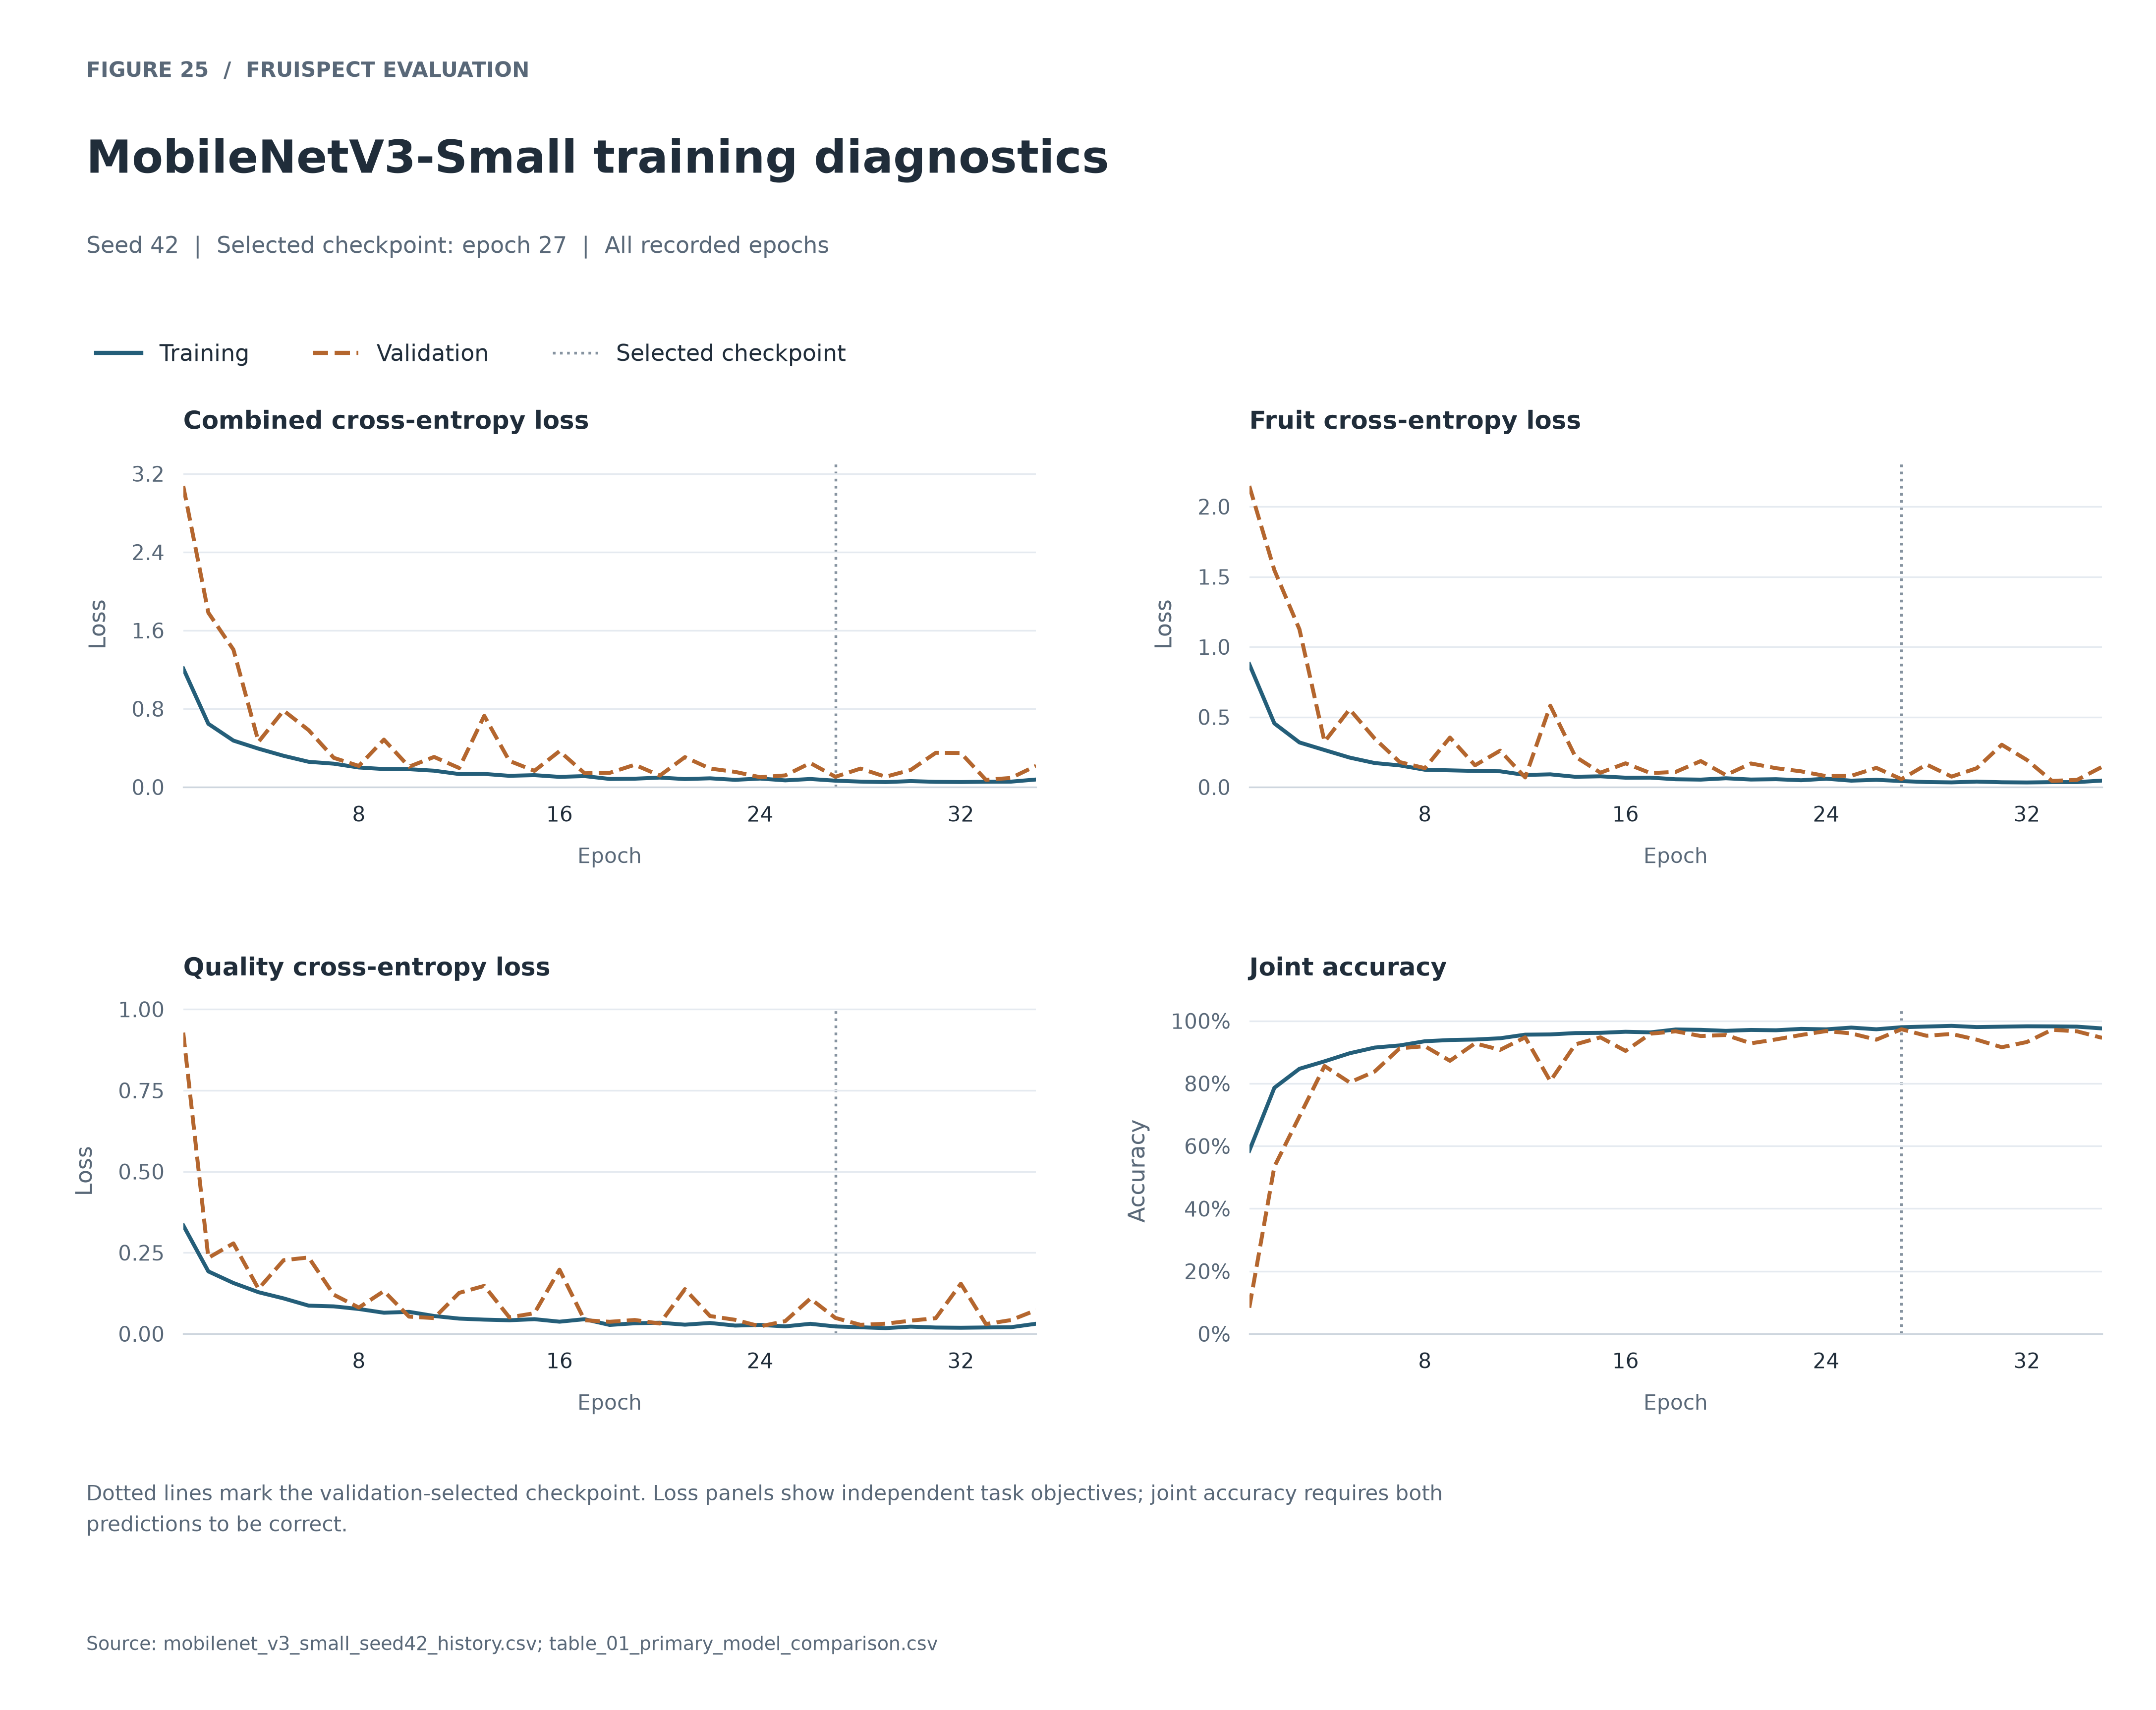 FIGURE 25 / FRUISPECT EVALUATION
MobileNetV3-Small training diagnostics
Seed 42 | Selected checkpoint: epoch 27 | All recorded epochs
Training
Validation
Selected checkpoint
Combined cross-entropy loss
3.2
2.4
1.6
0.8
0.0
Loss
8
16
24
32
Epoch
Fruit cross-entropy loss
2.0
1.5
1.0
0.5
0.0
Loss
8
16
24
32
Epoch
Quality cross-entropy loss
1.00
0.75
0.50
0.25
0.00
Loss
8
16
24
32
Epoch
Joint accuracy
100%
80%
60%
40%
20%
0%
Accuracy
8
16
24
32
Epoch
Dotted lines mark the validation-selected checkpoint. Loss panels show independent task objectives; joint accuracy requires both
predictions to be correct.
Source: mobilenet_v3_small_seed42_history.csv; table_01_primary_model_comparison.csv